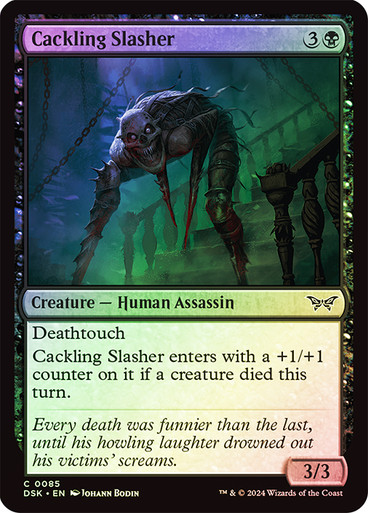 Cackling Slasher 3
Creature — Human Assassin
Deathtouch
Cackling Slasher enters with a +1/+1
counter on it if a creature died this
turn.
Every death was funnier than the last,
until his howling laughter drowned out
his victims' screams.
3/3
C 0085
DSK • EN Johann Bodin
™ & © 2024 Wizards of the Coast